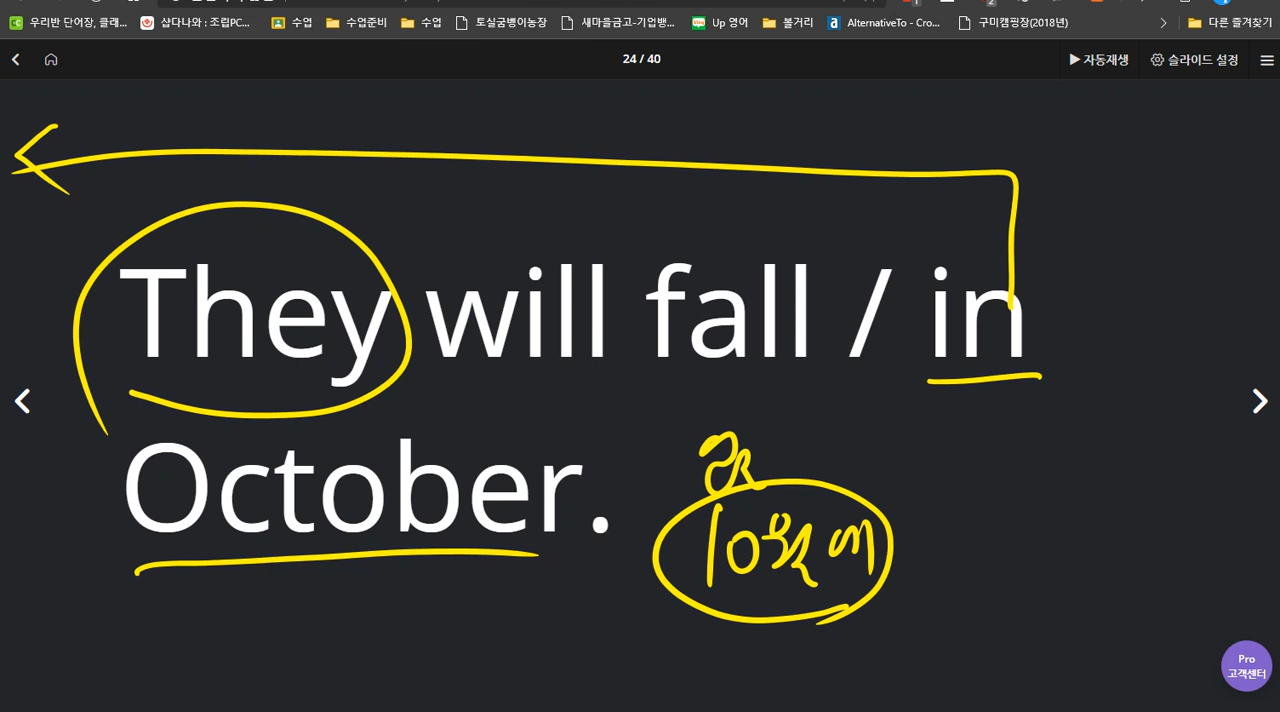 우리반 단어장, 클래...
샵다나와 : 조립PC...
수업
수업준비
수업
토실굼벵이농장
새마을금고-기업뱅...
Up 영어
볼거리
AlternativeTo - Cro...
구미캠핑장(2018년)
다른 즐겨찾기
24 / 40
자동재생
슬라이드 설정
They will fall / in
October.
10월에
Pro
고객센터